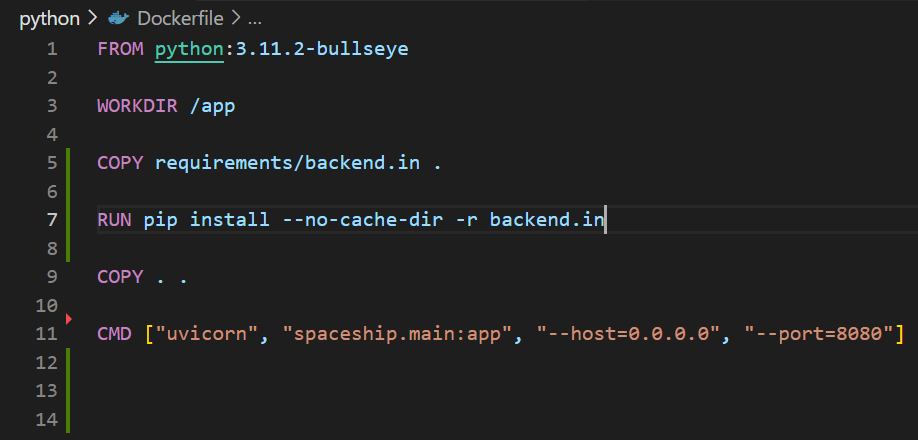 python > Dockerfile > ...
1 FROM python:3.11.2-bullseye
2
3 WORKDIR /app
4
5 COPY requirements/backend.in .
6
7 RUN pip install --no-cache-dir -r backend.in
8
9 COPY . .
10
11 CMD ["uvicorn", "spaceship.main:app", "--host=0.0.0.0", "--port=8080"]
12
13
14